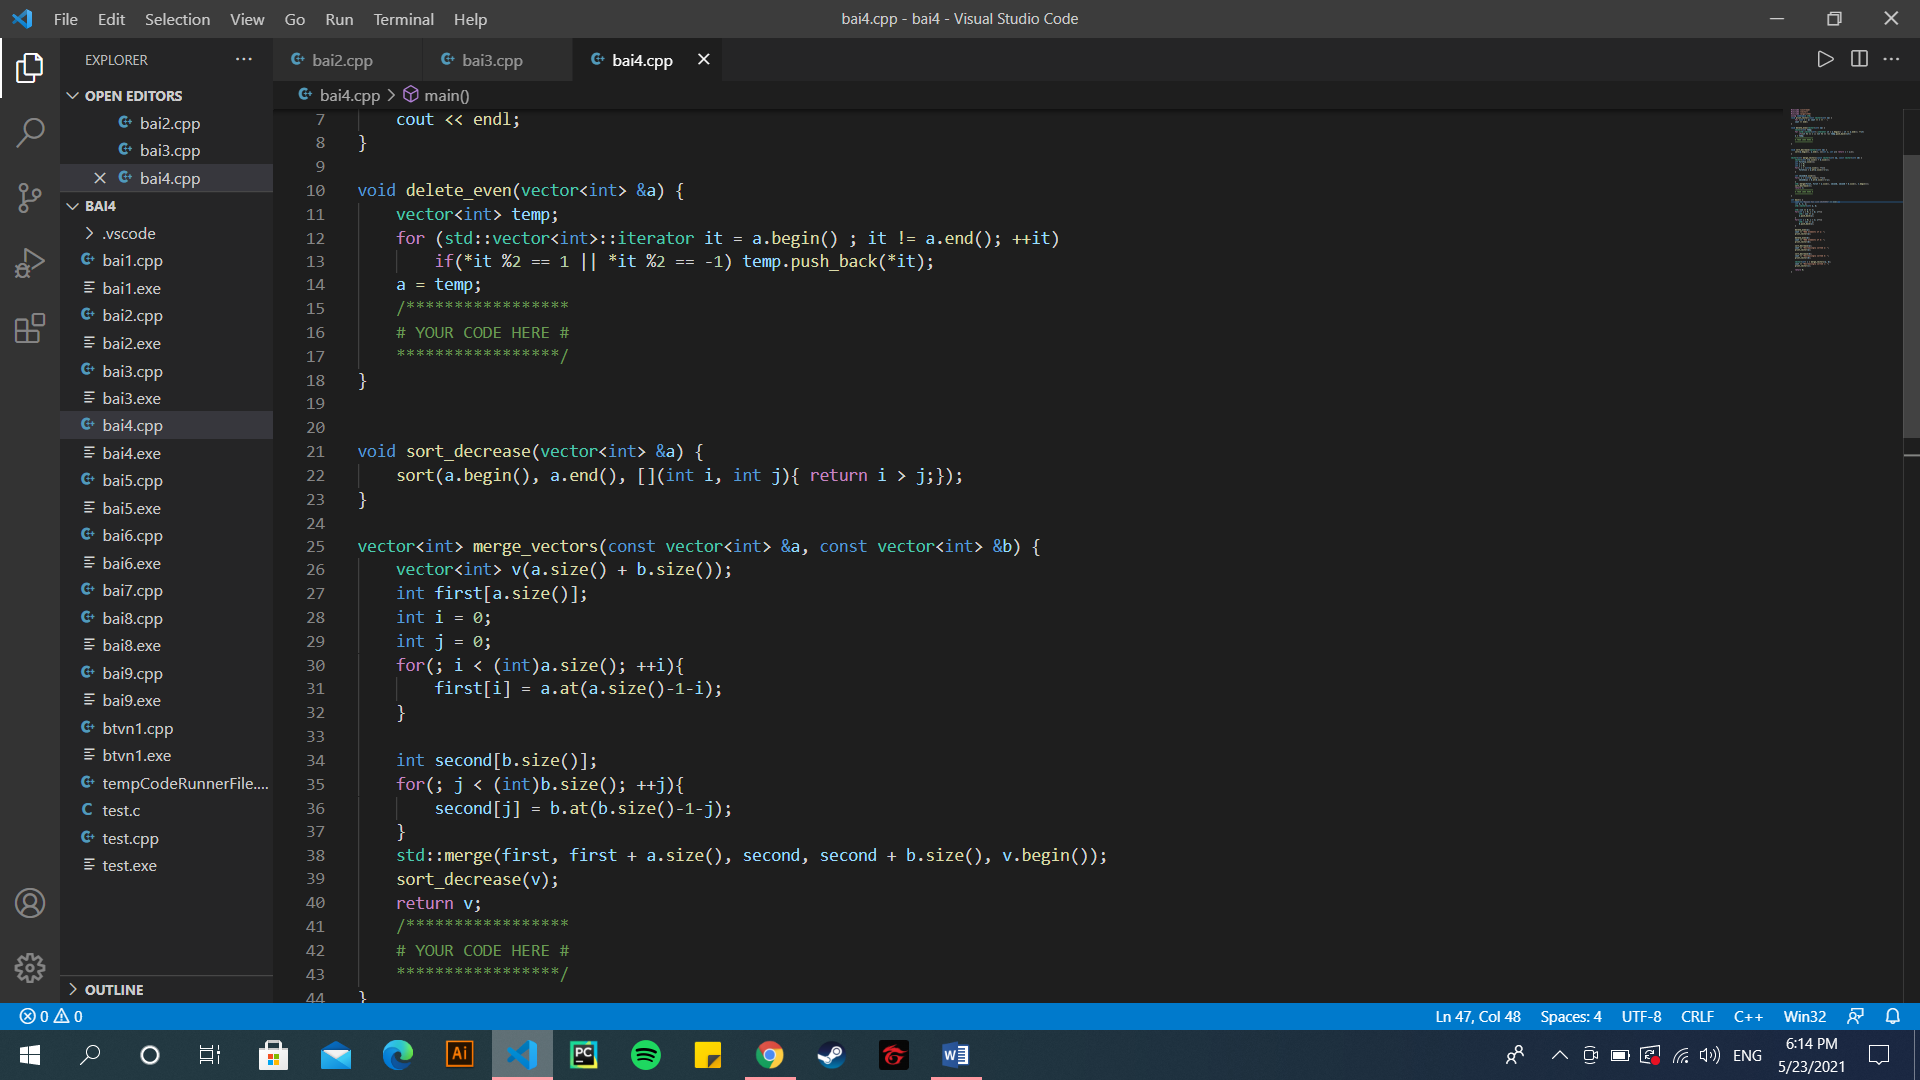 File Edit Selection View Go Run Terminal Help
bai4.cpp - bai4 - Visual Studio Code
EXPLORER
OPEN EDITORS
bai2.cpp
bai3.cpp
bai4.cpp
BAI4
.vscode
bai1.cpp
bai1.exe
bai2.cpp
bai2.exe
bai3.cpp
bai3.exe
bai4.cpp
bai4.exe
bai5.cpp
bai5.exe
bai6.cpp
bai6.exe
bai7.cpp
bai8.cpp
bai8.exe
bai9.cpp
bai9.exe
btvn1.cpp
btvn1.exe
tempCodeRunnerFile....
test.c
test.cpp
test.exe
OUTLINE
bai2.cpp bai3.cpp bai4.cpp
bai4.cpp > main()
7 cout << endl;
8 }
9
10 void delete_even(vector<int> &a) {
11 vector<int> temp;
12 for (std::vector<int>::iterator it = a.begin() ; it != a.end(); ++it)
13 if(*it %2 == 1 || *it %2 == -1) temp.push_back(*it);
14 a = temp;
15 /*****************
16 # YOUR CODE HERE #
17 *****************/
18 }
19
20
21 void sort_decrease(vector<int> &a) {
22 sort(a.begin(), a.end(), [](int i, int j){ return i > j;});
23 }
24
25 vector<int> merge_vectors(const vector<int> &a, const vector<int> &b) {
26 vector<int> v(a.size() + b.size());
27 int first[a.size()];
28 int i = 0;
29 int j = 0;
30 for(; i < (int)a.size(); ++i){
31 first[i] = a.at(a.size()-1-i);
32 }
33
34 int second[b.size()];
35 for(; j < (int)b.size(); ++j){
36 second[j] = b.at(b.size()-1-j);
37 }
38 std::merge(first, first + a.size(), second, second + b.size(), v.begin());
39 sort_decrease(v);
40 return v;
41 /*****************
42 # YOUR CODE HERE #
43 *****************/
44 }
0 0
Ln 47, Col 48 Spaces: 4 UTF-8 CRLF C++ Win32
Ai PC W
ENG
6:14 PM
5/23/2021